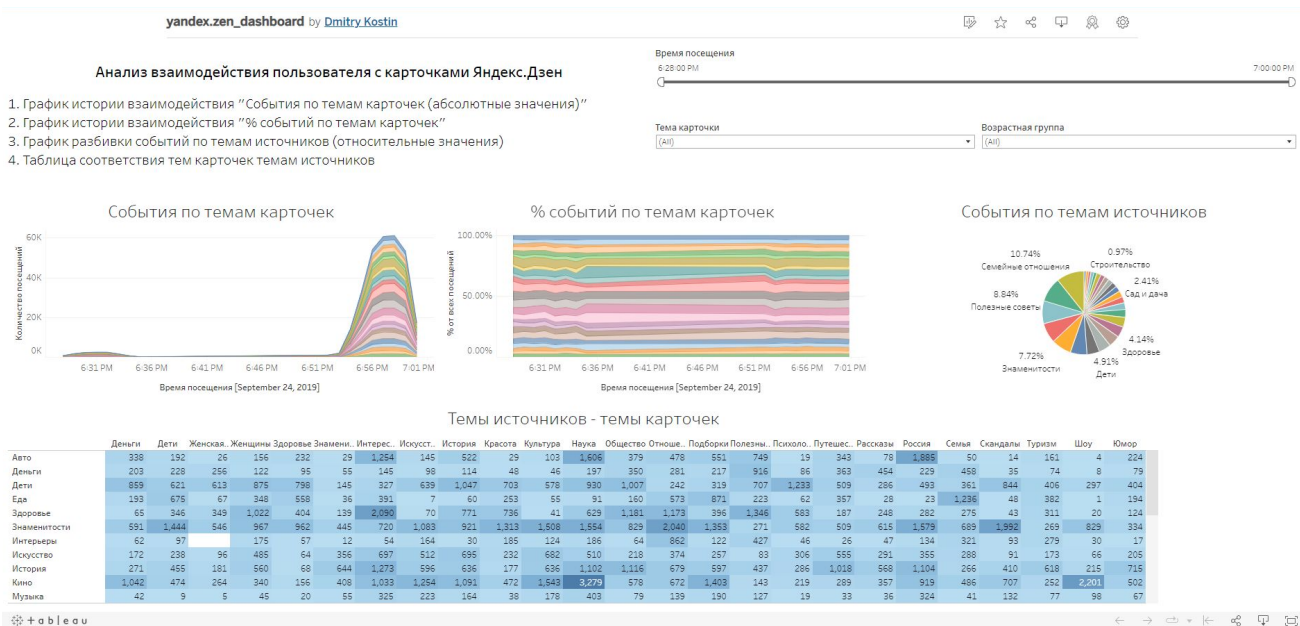 yandex.zen_dashboard by Dmitry Kostin
Анализ взаимодействия пользователя с карточками Яндекс.Дзен
1. График истории взаимодействия "События по темам карточек (абсолютные значения)"
2. График истории взаимодействия "% событий по темам карточек"
3. График разбивки событий по темам источников (относительные значения)
4. Таблица соответствия тем карточек темам источников
Время посещения
6:28:00 PM 7:00:00 PM
Тема карточки Возрастная группа
(All) (All)
События по темам карточек
Количество посещений
60K
40K
20K
0K
6:31 PM 6:36 PM 6:41 PM 6:46 PM 6:51 PM 6:56 PM 7:01 PM
Время посещения [September 24, 2019]
% событий по темам карточек
% от всех посещений
100.00%
50.00%
0.00%
6:31 PM 6:36 PM 6:41 PM 6:46 PM 6:51 PM 6:56 PM 7:01 PM
Время посещения [September 24, 2019]
События по темам источников
10.74%
Семейные отношения
0.97%
Строительство
8.84%
Полезные советы
2.41%
Сад и дача
4.14%
Здоровье
7.72%
Знаменитости
4.91%
Дети
Темы источников - темы карточек
Деньги Дети Женская.. Женщины Здоровье Знамени.. Интерес.. Искусст.. История Красота Культура Наука Общество Отноше.. Подборки Полезны.. Психоло.. Путешес.. Рассказы Россия Семья Скандалы Туризм Шоу Юмор
Авто 338 192 26 156 232 29 1,254 145 522 29 103 1,606 379 478 551 749 19 343 78 1,885 50 14 161 4 224
Деньги 203 228 256 122 95 55 145 98 114 48 46 197 350 281 217 916 86 363 454 229 458 35 74 8 79
Дети 859 621 613 875 798 145 327 639 1,047 703 578 930 1,007 242 319 707 1,233 509 286 493 361 844 406 297 404
Еда 193 675 67 348 558 36 391 7 60 253 55 91 160 573 871 223 62 357 28 23 1,236 48 382 1 194
Здоровье 65 346 349 1,022 404 139 2,090 70 771 736 41 629 1,181 1,173 396 1,346 583 187 248 282 275 43 311 20 124
Знаменитости 591 1,444 546 967 962 445 720 1,083 921 1,313 1,508 1,554 829 2,040 1,353 271 582 509 615 1,579 689 1,992 269 829 334
Интерьеры 62 97 175 57 12 54 164 30 185 124 186 64 862 122 427 46 26 47 134 321 93 279 30 17
Искусство 172 238 96 485 64 356 697 512 695 232 682 510 218 374 257 83 306 555 291 355 288 91 173 66 205
История 271 455 181 560 68 644 1,273 596 636 177 636 1,102 1,116 679 597 437 286 1,018 568 1,104 266 410 618 215 715
Кино 1,042 474 264 340 156 408 1,033 1,254 1,091 472 1,543 3,279 578 672 1,403 143 219 289 357 919 486 707 252 2,201 502
Музыка 42 9 5 45 20 55 325 223 164 38 178 403 79 139 190 127 19 33 36 324 41 132 77 98 67
+ableau